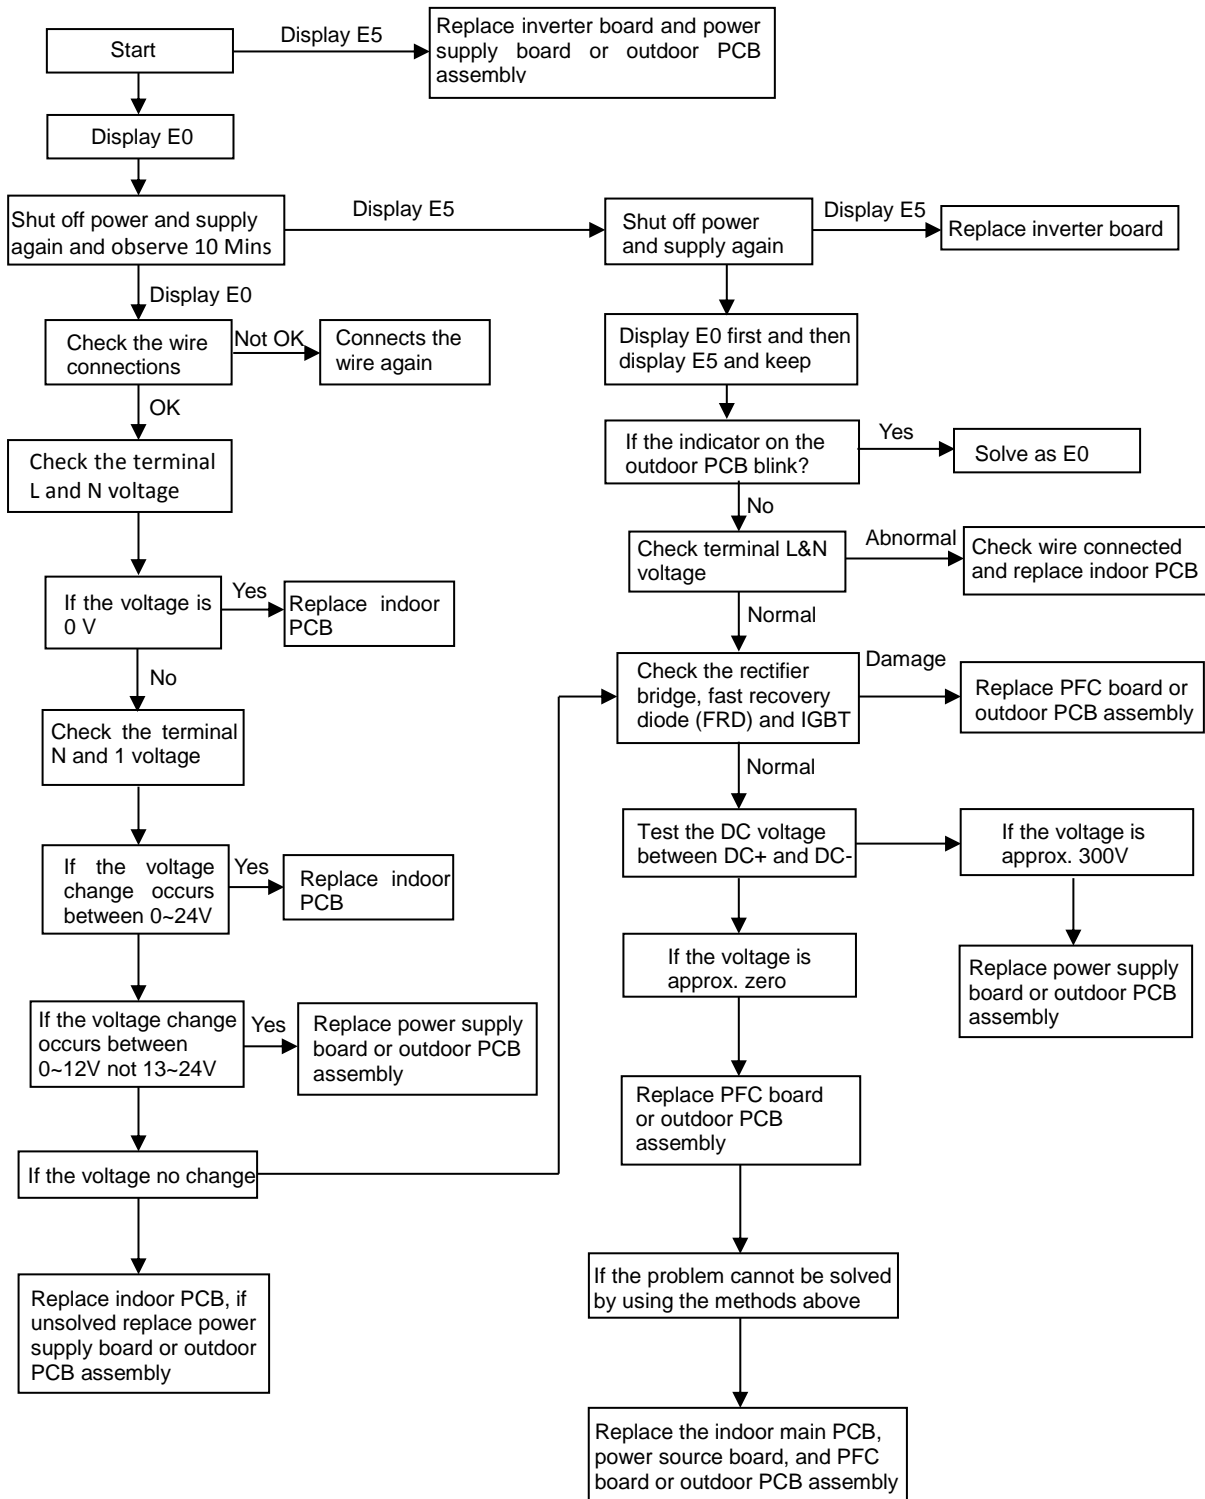 Start
Display E5
Replace inverter board and power
supply board or outdoor PCB
assembly
Display E0
Shut off power and supply
again and observe 10 Mins
Display E5
Shut off power
and supply again
Display E5
Replace inverter board
Display E0
Check the wire
connections
Not OK
Connects the
wire again
Display E0 first and then
display E5 and keep
OK
Check the terminal
L and N voltage
If the indicator on the
outdoor PCB blink?
Yes
Solve as E0
No
Check terminal L&N
voltage
Abnormal
Check wire connected
and replace indoor PCB
If the voltage is
0 V
Yes
Replace indoor
PCB
Normal
No
Check the rectifier
bridge, fast recovery
diode (FRD) and IGBT
Damage
Replace PFC board or
outdoor PCB assembly
Check the terminal
N and 1 voltage
Normal
Test the DC voltage
between DC+ and DC-
If the voltage is
approx. 300V
If the voltage
change occurs
between 0~24V
Yes
Replace indoor
PCB
If the voltage is
approx. zero
Replace power supply
board or outdoor PCB
assembly
If the voltage change
occurs between
0~12V not 13~24V
Yes
Replace power supply
board or outdoor PCB
assembly
Replace PFC board
or outdoor PCB
assembly
If the voltage no change
If the problem cannot be solved
by using the methods above
Replace indoor PCB, if
unsolved replace power
supply board or outdoor
PCB assembly
Replace the indoor main PCB,
power source board, and PFC
board or outdoor PCB assembly